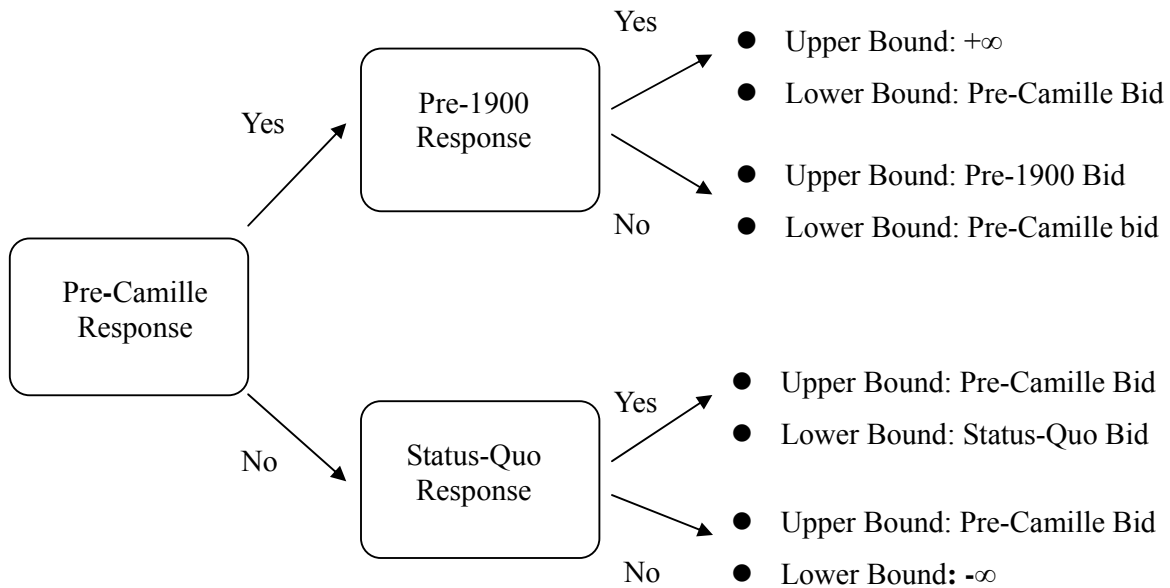 Yes
● Upper Bound: +∞
● Lower Bound: Pre-Camille Bid
Pre-1900
Response
Yes
● Upper Bound: Pre-1900 Bid
● Lower Bound: Pre-Camille bid
No
Pre-Camille
Response
● Upper Bound: Pre-Camille Bid
● Lower Bound: Status-Quo Bid
Yes
Status-Quo
Response
No
● Upper Bound: Pre-Camille Bid
● Lower Bound: -∞
No